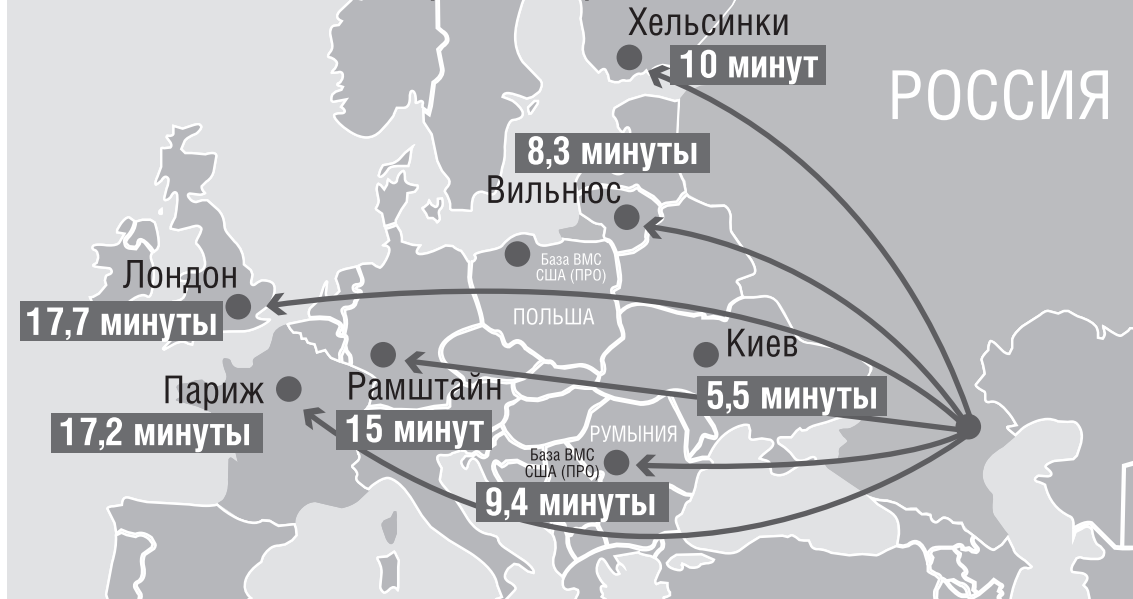 Хельсинки
10 минут
РОССИЯ
8,3 минуты
Вильнюс
База ВМС
США (ПРО)
Лондон
17,7 минуты
ПОЛЬША
Киев
5,5 минуты
Париж
17,2 минуты
Рамштайн
15 минут
РУМЫНИЯ
База ВМС
США (ПРО)
9,4 минуты